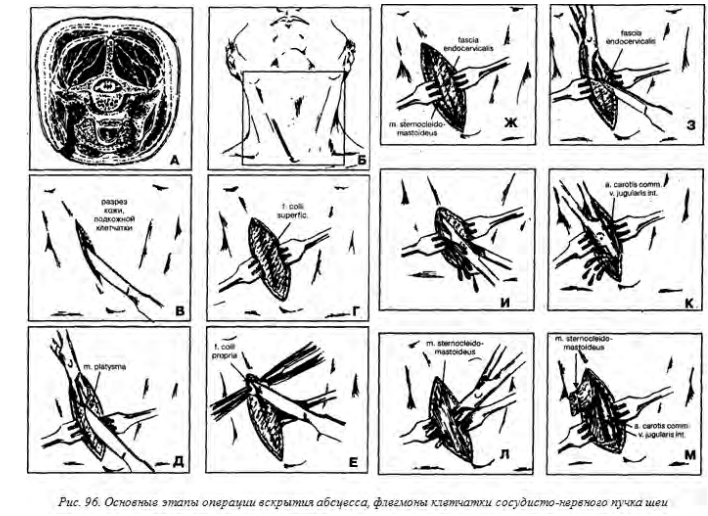 А
Б
fascia
endocervicalis
m. sternocleido-
mastoideus
Ж
fascia
endocervicalis
З
разрез
кожи,
подкожной
клетчатки
В
f. colli
superfic.
Г
И
a. carotis comm.
v. jugularis int.
К
m. platysma
Д
f. colli
propria
Е
m. sternocleido-
mastoideus
Л
m. sternocleido-
mastoideus
a. carotis comm.
v. jugularis int.
М
Рис. 96. Основные этапы операции вскрытия абсцесса, флегмоны клетчатки сосудисто-нервного пучка шеи